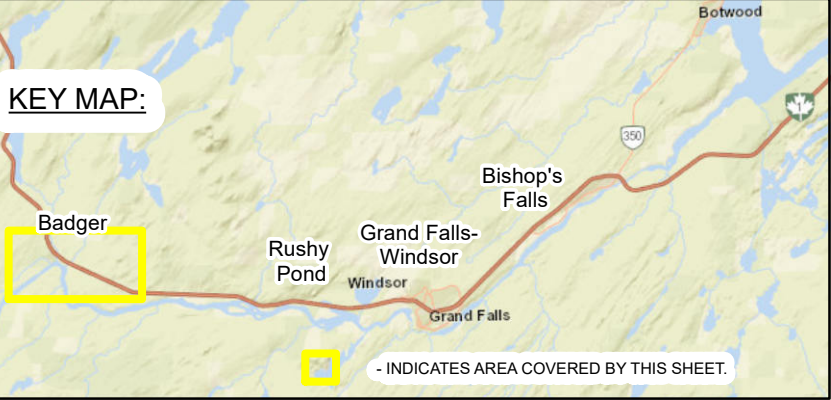 Botwood
KEY MAP:
1
350
Bishop's
Falls
Badger
Grand Falls-
Windsor
Rushy
Pond
Windsor
Grand Falls
- INDICATES AREA COVERED BY THIS SHEET.